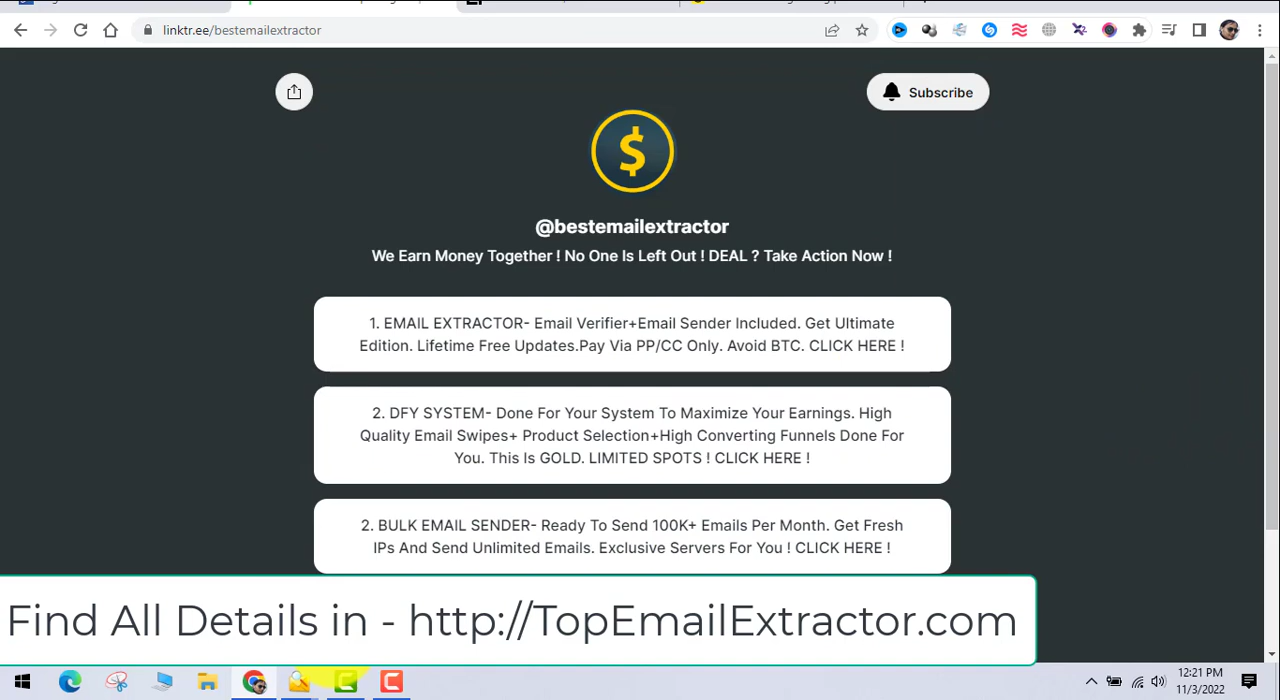 linktr.ee/bestemailextractor
Subscribe
$
@bestemailextractor
We Earn Money Together ! No One Is Left Out ! DEAL ? Take Action Now !
1. EMAIL EXTRACTOR- Email Verifier+Email Sender Included. Get Ultimate
Edition. Lifetime Free Updates.Pay Via PP/CC Only. Avoid BTC. CLICK HERE !
2. DFY SYSTEM- Done For Your System To Maximize Your Earnings. High
Quality Email Swipes+ Product Selection+High Converting Funnels Done For
You. This Is GOLD. LIMITED SPOTS ! CLICK HERE !
2. BULK EMAIL SENDER- Ready To Send 100K+ Emails Per Month. Get Fresh
IPs And Send Unlimited Emails. Exclusive Servers For You ! CLICK HERE !
Find All Details in - http://TopEmailExtractor.com
12:21 PM
11/3/2022